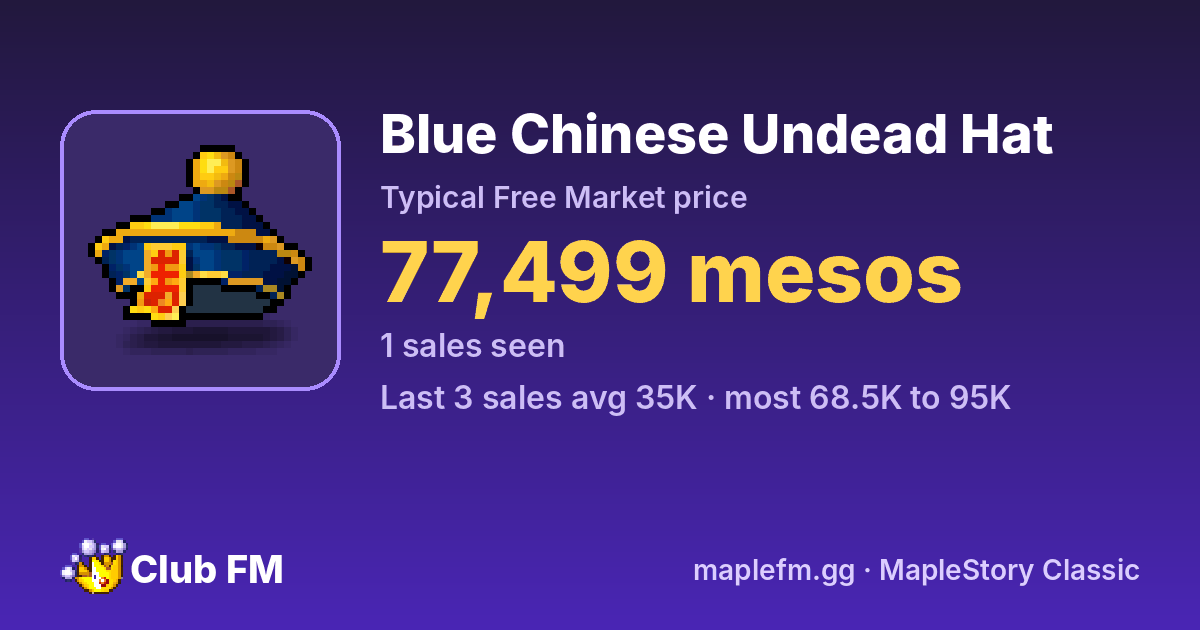 Blue Chinese Undead Hat
Typical Free Market price
77,499 mesos
1 sales seen
Last 3 sales avg 35K · most 68.5K to 95K
Club FM
maplefm.gg · MapleStory Classic